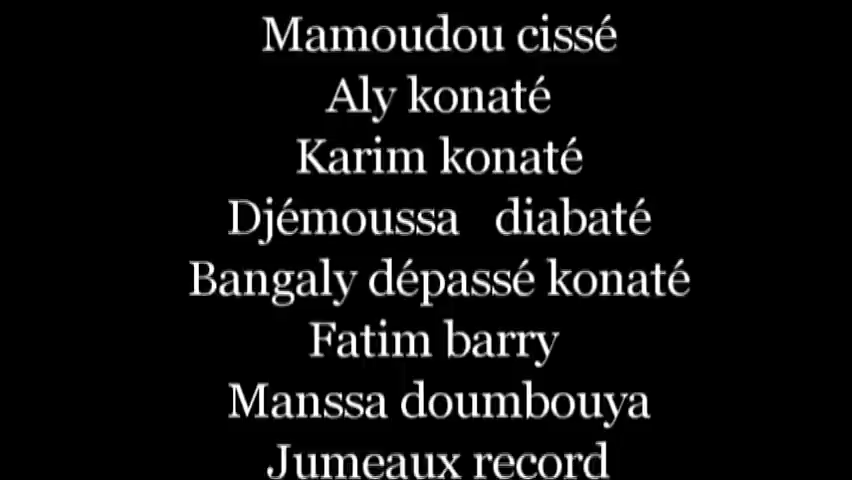 Mamoudou cissé
Aly konaté
Karim konaté
Djémoussa diabaté
Bangaly dépassé konaté
Fatim barry
Manssa doumbouya
Jumeaux record